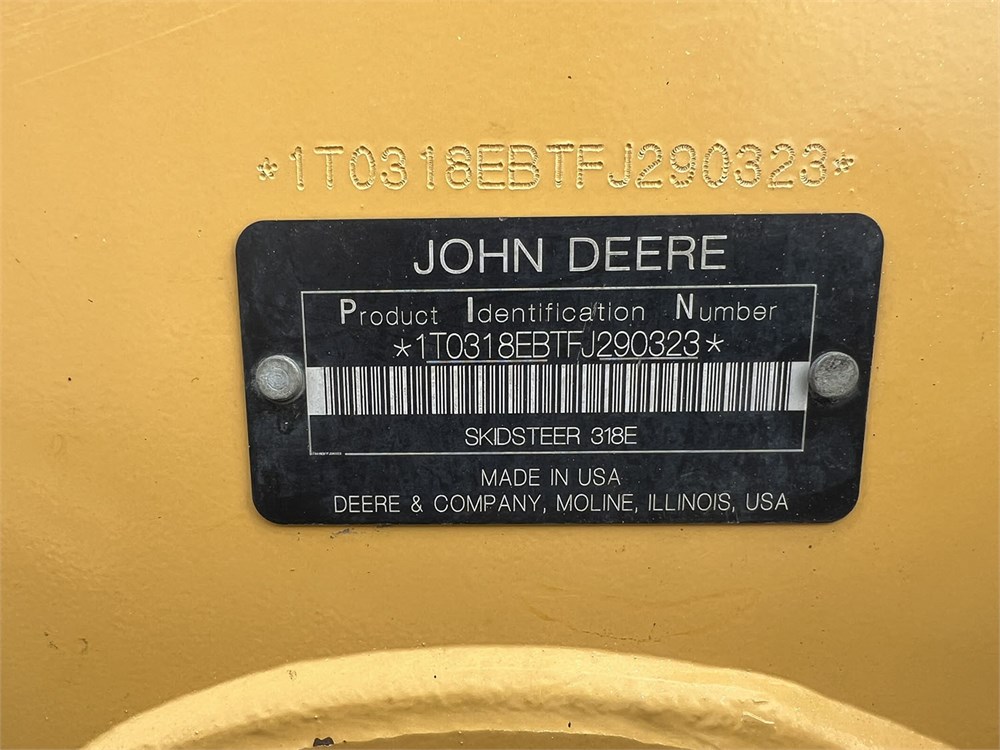 *1T0318EBTFJ290323*
JOHN DEERE
Product Identification Number
*1T0318EBTFJ290323*
SKIDSTEER 318E
MADE IN USA
DEERE & COMPANY, MOLINE, ILLINOIS, USA